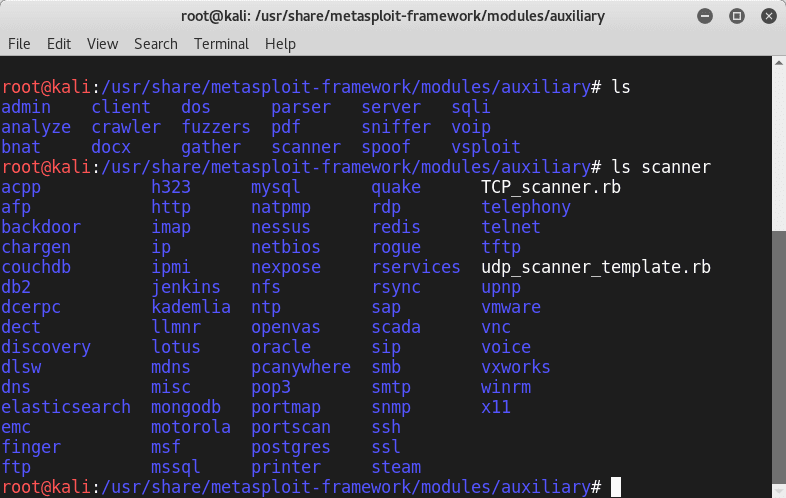 root@kali: /usr/share/metasploit-framework/modules/auxiliary
File Edit View Search Terminal Help
root@kali:/usr/share/metasploit-framework/modules/auxiliary# ls
admin client dos parser server sqli
analyze crawler fuzzers pdf sniffer voip
bnat docx gather scanner spoof vsploit
root@kali:/usr/share/metasploit-framework/modules/auxiliary# ls scanner
acpp h323 mysql quake TCP_scanner.rb
afp http natpmp rdp telephony
backdoor imap nessus redis telnet
chargen ip netbios rogue tftp
couchdb ipmi nexpose rservices udp_scanner_template.rb
db2 jenkins nfs rsync upnp
dcerpc kademlia ntp sap vmware
dect llmnr openvas scada vnc
discovery lotus oracle sip voice
dlsw mdns pcanywhere smb vxworks
dns misc pop3 smtp winrm
elasticsearch mongodb portmap snmp x11
emc motorola portscan ssh
finger msf postgres ssl
ftp mssql printer steam
root@kali:/usr/share/metasploit-framework/modules/auxiliary#